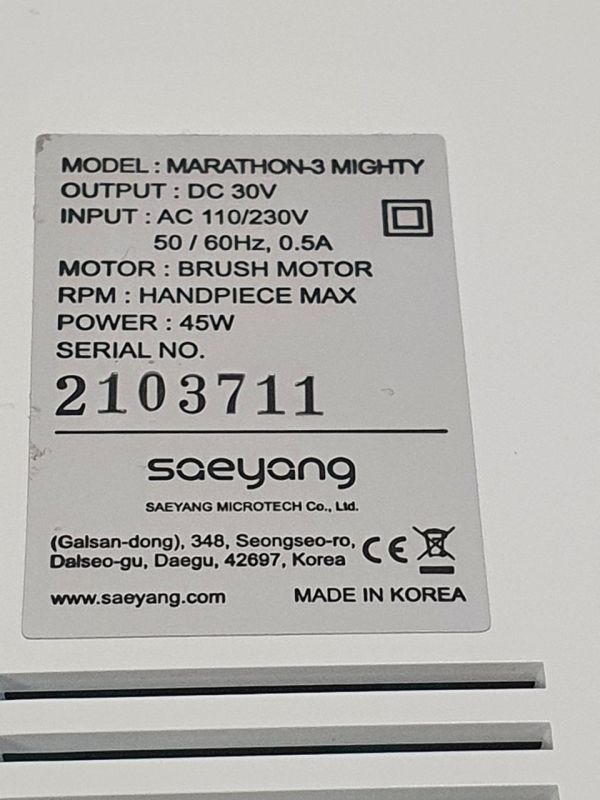 MODEL : MARATHON-3 MIGHTY
OUTPUT : DC 30V
INPUT : AC 110/230V
50 / 60Hz, 0.5A
MOTOR : BRUSH MOTOR
RPM : HANDPIECE MAX
POWER : 45W
SERIAL NO.
2103711
saeyang
SAEYANG MICROTECH Co., Ltd.
(Galsan-dong), 348, Seongseo-ro,
Dalseo-gu, Daegu, 42697, Korea
CE
www.saeyang.com
MADE IN KOREA